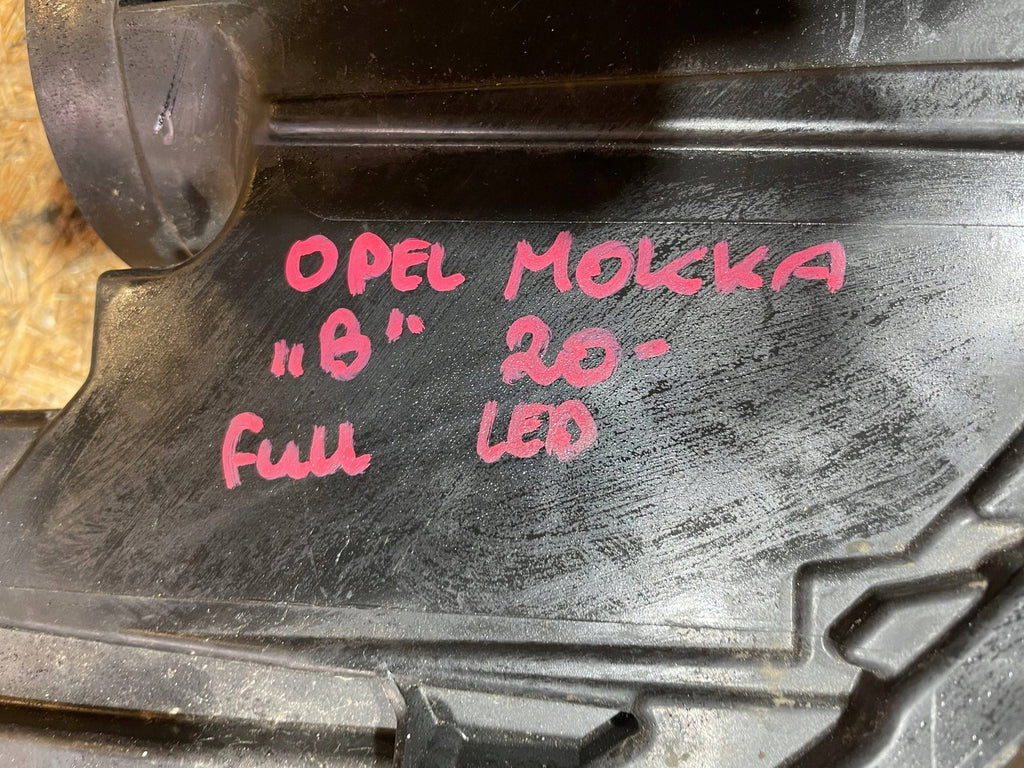 OPEL MOKKA
„B” 20-
Full LED